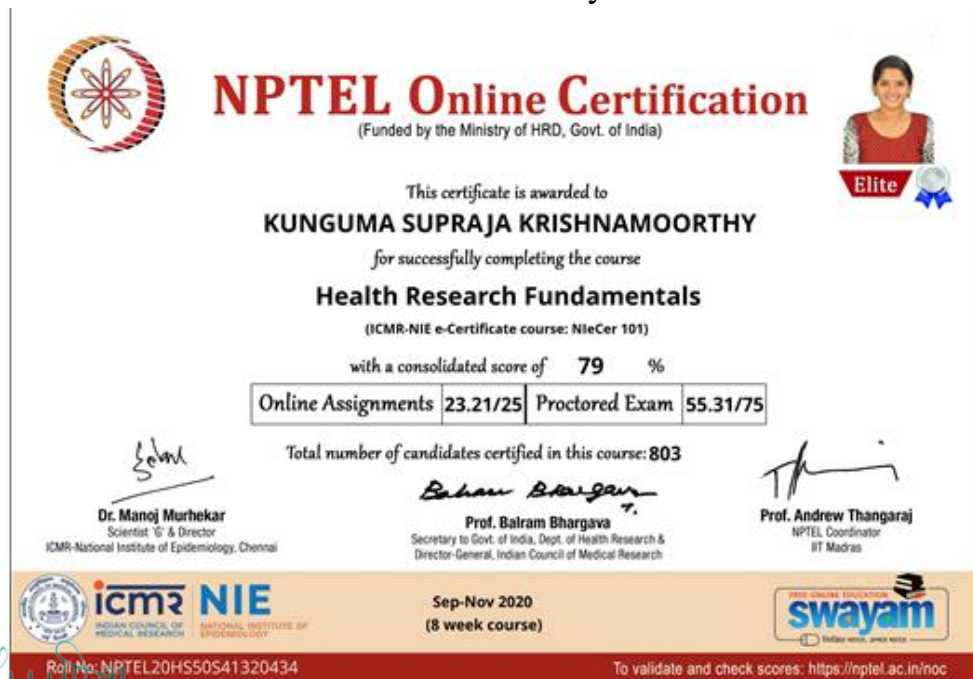 NPTEL Online Certification
(Funded by the Ministry of HRD, Govt. of India)
Elite
This certificate is awarded to
KUNGUMA SUPRAJA KRISHNAMOORTHY
for successfully completing the course
Health Research Fundamentals
(ICMR-NIE e-Certificate course: NIeCer 101)
with a consolidated score of 79 %
Online Assignments 23.21/25 Proctored Exam 55.31/75
Total number of candidates certified in this course: 803
Balram Bhargava
Dr. Manoj Murhekar
Scientist 'G' & Director
ICMR-National Institute of Epidemiology, Chennai
Prof. Balram Bhargava
Secretary to Govt. of India, Dept. of Health Research &
Director-General, Indian Council of Medical Research
Prof. Andrew Thangaraj
NPTEL Coordinator
IIT Madras
icmr
INDIAN COUNCIL OF
MEDICAL RESEARCH
NIE
NATIONAL INSTITUTE OF
EPIDEMIOLOGY
Sep-Nov 2020
(8 week course)
FREE ONLINE EDUCATION
swayam
Roll No: NPTEL20HS50S41320434
To validate and check scores: https://nptel.ac.in/noc